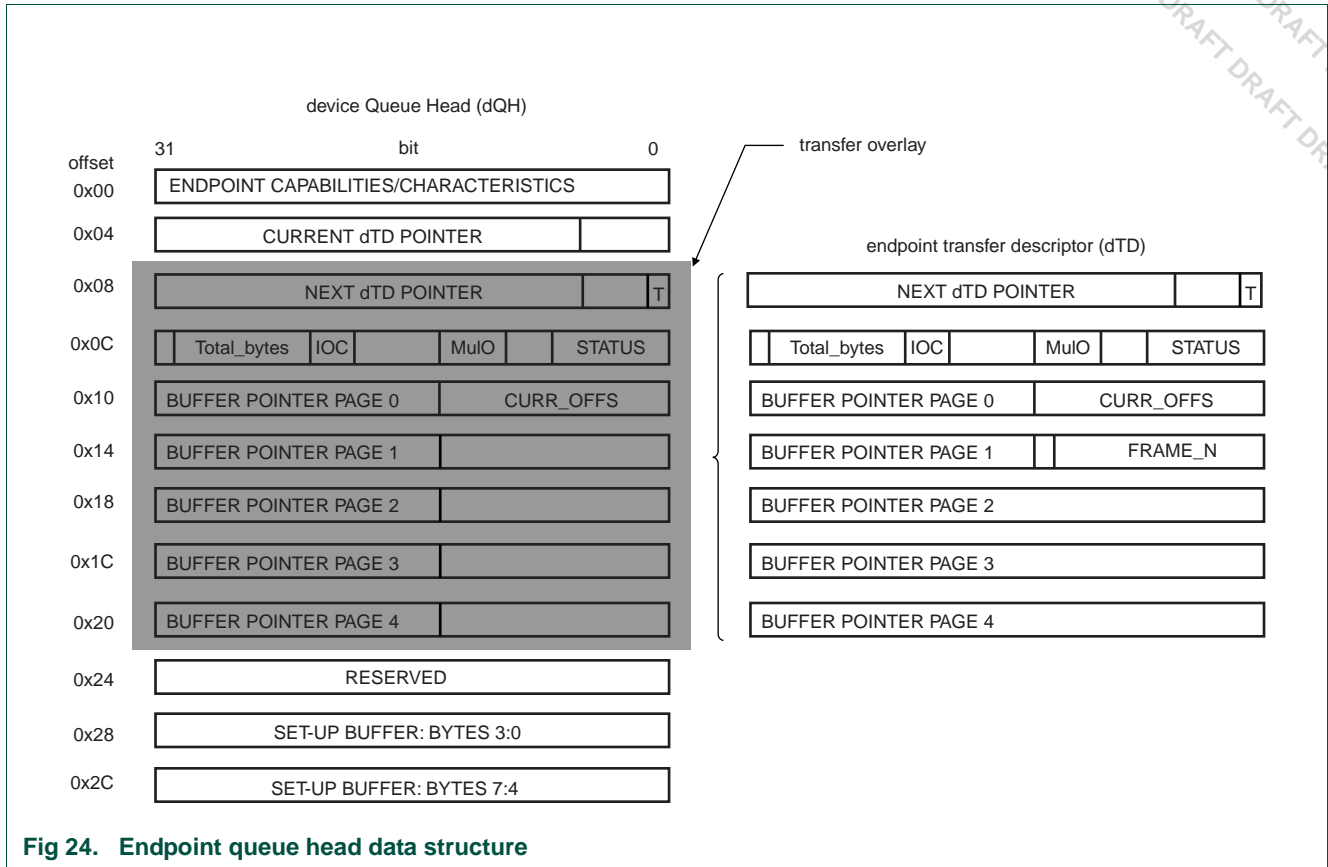 DRAFT DRAFT DR
DRAFT
device Queue Head (dQH)
31 bit 0
transfer overlay
offset
0x00 ENDPOINT CAPABILITIES/CHARACTERISTICS
0x04 CURRENT dTD POINTER
endpoint transfer descriptor (dTD)
0x08 NEXT dTD POINTER T NEXT dTD POINTER T
0x0C Total_bytes IOC MulO STATUS Total_bytes IOC MulO STATUS
0x10 BUFFER POINTER PAGE 0 CURR_OFFS BUFFER POINTER PAGE 0 CURR_OFFS
0x14 BUFFER POINTER PAGE 1 BUFFER POINTER PAGE 1 FRAME_N
0x18 BUFFER POINTER PAGE 2 BUFFER POINTER PAGE 2
0x1C BUFFER POINTER PAGE 3 BUFFER POINTER PAGE 3
0x20 BUFFER POINTER PAGE 4 BUFFER POINTER PAGE 4
0x24 RESERVED
0x28 SET-UP BUFFER: BYTES 3:0
0x2C SET-UP BUFFER: BYTES 7:4
Fig 24. Endpoint queue head data structure